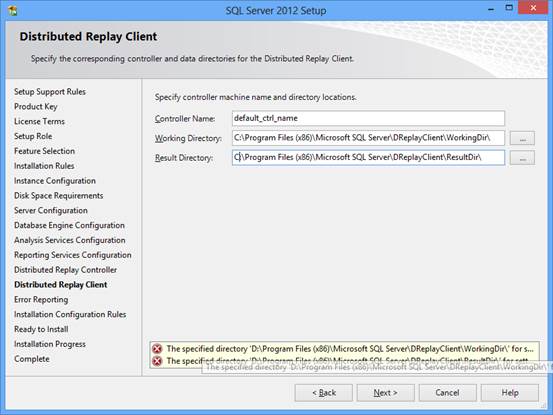 SQL Server 2012 Setup
Distributed Replay Client
Specify the corresponding controller and data directories for the Distributed Replay Client.
Setup Support Rules
Product Key
License Terms
Setup Role
Feature Selection
Installation Rules
Instance Configuration
Disk Space Requirements
Server Configuration
Database Engine Configuration
Analysis Services Configuration
Reporting Services Configuration
Distributed Replay Controller
Distributed Replay Client
Error Reporting
Installation Configuration Rules
Ready to Install
Installation Progress
Complete
Specify controller machine name and directory locations.
Controller Name: default_ctrl_name
Working Directory: C:\Program Files (x86)\Microsoft SQL Server\DReplayClient\WorkingDir\ ...
Result Directory: C:\Program Files (x86)\Microsoft SQL Server\DReplayClient\ResultDir\ ...
The specified directory 'D:\Program Files (x86)\Microsoft SQL Server\DReplayClient\WorkingDir\' for s...
The specified directory 'D:\Program Files (x86)\Microsoft SQL Server\DReplayClient\ResultDir\' for sett...
The specified directory 'D:\Program Files (x86)\Microsoft SQL Server\DReplayClient\WorkingDir\' f
< Back Next > Cancel Help